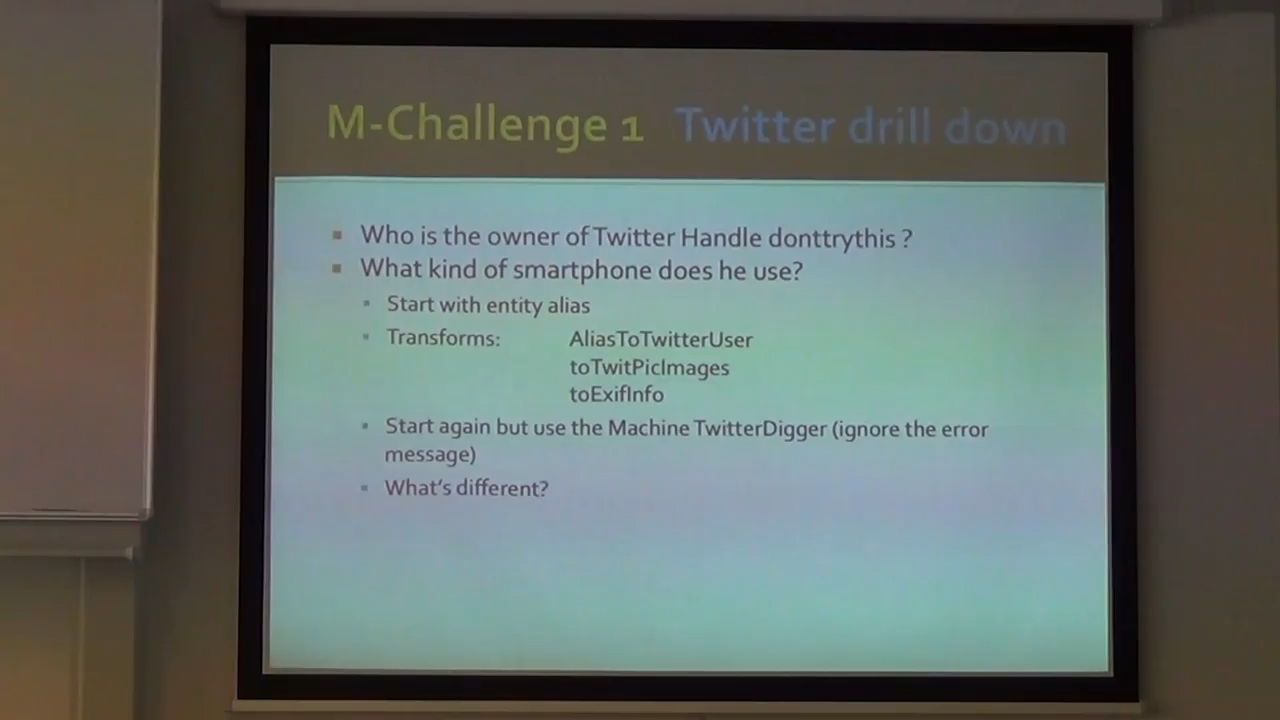 M-Challenge 1 Twitter drill down
Who is the owner of Twitter Handle donttrythis ?
What kind of smartphone does he use?
Start with entity alias
Transforms: AliasToTwitterUser
toTwitPicImages
toExifInfo
Start again but use the Machine TwitterDigger (ignore the error
message)
What's different?